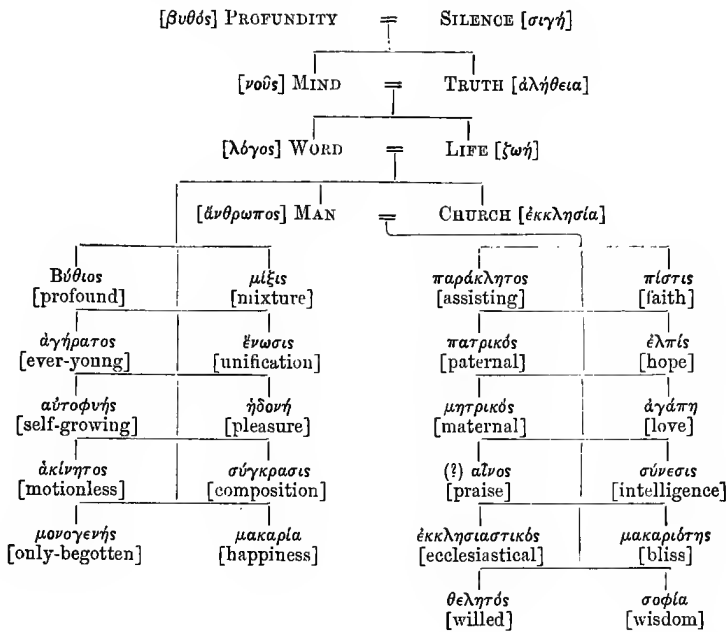 [βυθός] PROFUNDITY = SILENCE [σιγή]
[νοῦς] MIND = TRUTH [ἀλήθεια]
[λόγος] WORD = LIFE [ζωή]
[ἄνθρωπος] MAN = CHURCH [ἐκκλησία]
Βύθιος μίξις παράκλητος πίστις
[profound] [mixture] [assisting] [faith]
ἀγήρατος ἕνωσις πατρικός ἐλπίς
[ever-young] [unification] [paternal] [hope]
αὐτοφυής ἡδονή μητρικός ἀγάπη
[self-growing] [pleasure] [maternal] [love]
ἀκίνητος σύγκρασις (?) αἶνος σύνεσις
[motionless] [composition] [praise] [intelligence]
μονογενής μακαρία ἐκκλησιαστικός μακαριότης
[only-begotten] [happiness] [ecclesiastical] [bliss]
θελητός σοφία
[willed] [wisdom]